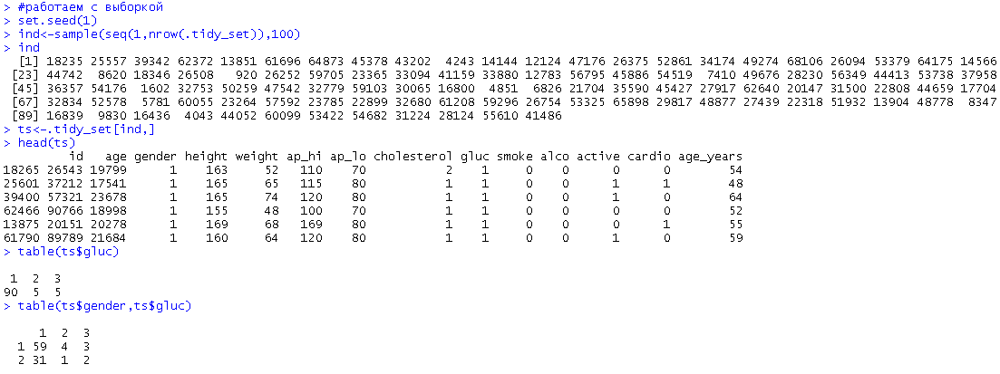 > #работаем с выборкой
> set.seed(1)
> ind<-sample(seq(1,nrow(.tidy_set)),100)
> ind
[1] 18235 25557 39342 62372 13851 61696 64873 45378 43202 4243 14144 12124 47176 26375 52861 34174 49274 68106 26094 53379 64175 14566
[23] 44742 8620 18346 26508 920 26252 59705 23365 33094 41159 33880 12783 56795 45886 54519 7410 49676 28230 56349 44413 53738 37958
[45] 36357 54176 1602 32753 50259 47542 32779 59103 30065 16800 4851 6826 21704 35590 45427 27917 62640 20147 31500 22808 44659 17704
[67] 32834 52578 5781 60055 23264 57592 23785 22899 32680 61208 59296 26754 53325 65898 29817 48877 27439 22318 51932 13904 48778 8347
[89] 16839 9830 16436 4043 44052 60099 53422 54682 31224 28124 55610 41486
> ts<-.tidy_set[ind,]
> head(ts)
id age gender height weight ap_hi ap_lo cholesterol gluc smoke alco active cardio age_years
18265 26543 19799 1 163 52 110 70 2 1 0 0 0 0 54
25601 37212 17541 1 165 65 115 80 1 1 0 0 1 1 48
39400 57321 23678 1 165 74 120 80 1 1 0 0 1 0 64
62466 90766 18998 1 155 48 100 70 1 1 0 0 0 0 52
13875 20151 20278 1 169 68 169 80 1 1 0 0 0 1 55
61790 89789 21684 1 160 64 120 80 1 1 0 0 1 0 59
> table(ts$gluc)
1 2 3
90 5 5
> table(ts$gender,ts$gluc)
1 2 3
1 59 4 3
2 31 1 2